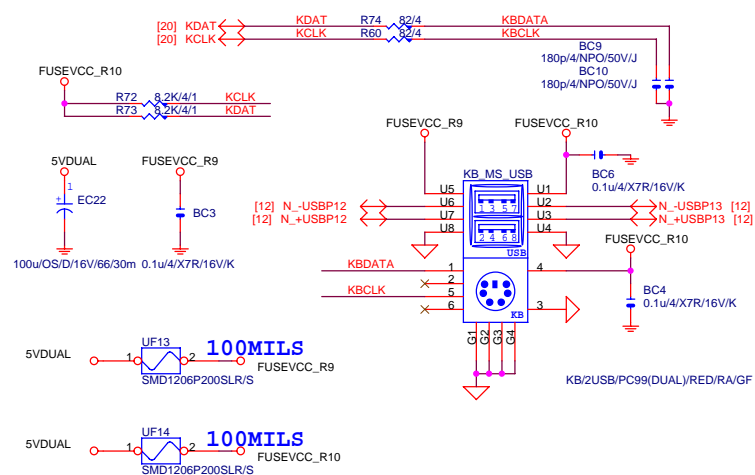 [20] KDAT KDAT R74 82/4 KBDATA
[20] KCLK KCLK R60 82/4 KBCLK
BC9
180p/4/NPO/50V/J
BC10
180p/4/NPO/50V/J
FUSEVCC_R10
R72 8.2K/4/1 KCLK
R73 8.2K/4/1 KDAT
FUSEVCC_R9 FUSEVCC_R10
5VDUAL FUSEVCC_R9
BC6
0.1u/4/X7R/16V/K
1
+
EC22
BC3
100u/OS/D/16V/66/30m 0.1u/4/X7R/16V/K
KB_MS_USB
U5 U1
[12] N_-USBP12 U6 U2 N_-USBP13 [12]
[12] N_+USBP12 U7 U3 N_+USBP13 [12]
U8 U4
1 3 5 7
2 4 6 8
USB
FUSEVCC_R10
KBDATA 1 4
2
KBCLK 5
6 3
KB
BC4
0.1u/4/X7R/16V/K
G1 G2 G3 G4
KB/2USB/PC99(DUAL)/RED/RA/GF
UF13 100MILS
5VDUAL 1 2 FUSEVCC_R9
SMD1206P200SLR/S
UF14 100MILS
5VDUAL 1 2 FUSEVCC_R10
SMD1206P200SLR/S